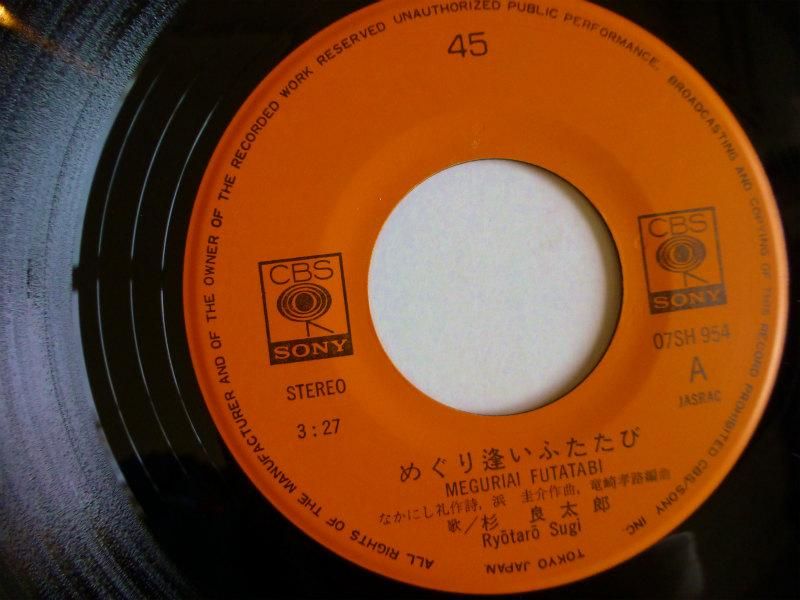 45
CBS
SONY
CBS
SONY
STEREO
3:27
07SH 954
A
JASRAC
めぐり逢いふたたび
MEGURIAI FUTATABI
なかにし礼作詩, 浜 圭介作曲, 竜崎孝路編曲
歌／杉 良太郎
Ryōtarō Sugi
ALL RIGHTS OF THE MANUFACTURER AND OF THE OWNER OF THE RECORDED WORK RESERVED UNAUTHORIZED PUBLIC PERFORMANCE, BROADCASTING AND COPYING OF THIS RECORD PROHIBITED CBS/SONY INC. TOKYO JAPAN